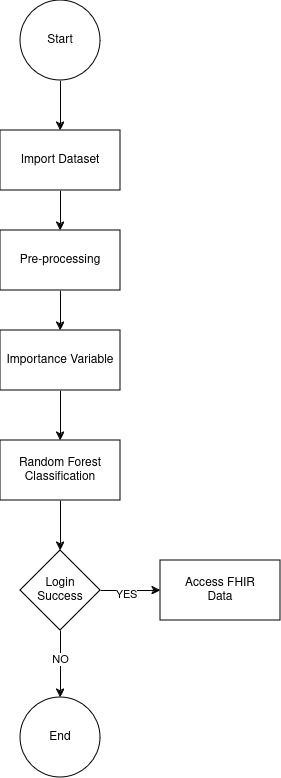 Start
Import Dataset
Pre-processing
Importance Variable
Random Forest
Classification
Login
Success
YES
Access FHIR
Data
NO
End